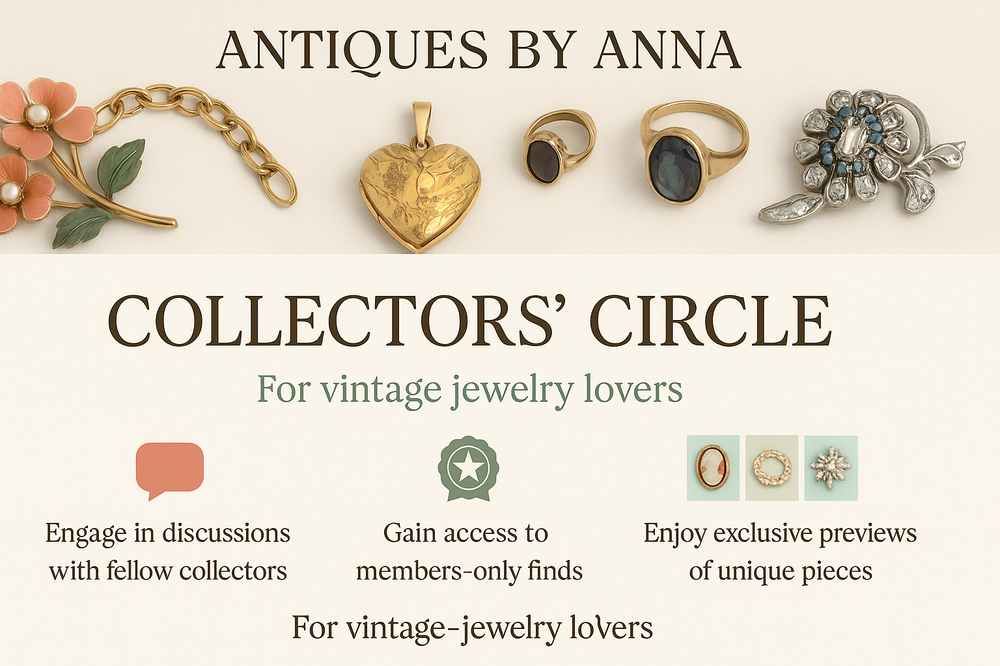 ANTIQUES BY ANNA
COLLECTORS’ CIRCLE
For vintage jewelry lovers
Engage in discussions
with fellow collectors
Gain access to
members-only finds
Enjoy exclusive previews
of unique pieces
For vintage-jewelry lovers